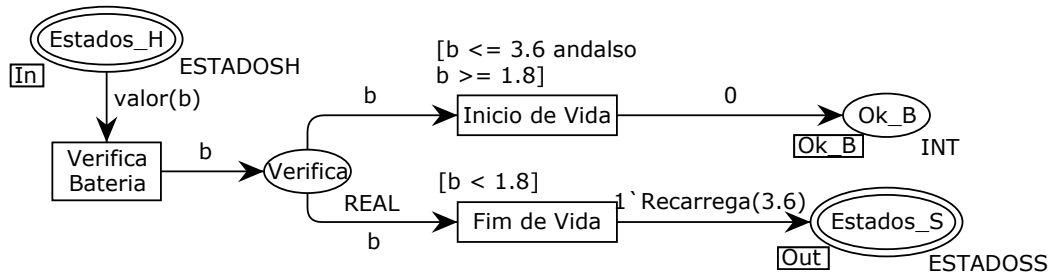 Estados_H
In
ESTADOSH
valor(b)
Verifica
Bateria
b
Verifica
REAL
b
[b <= 3.6 andalso
b >= 1.8]
Inicio de Vida
0
Ok_B
Ok_B
INT
b
[b < 1.8]
Fim de Vida
1`Recarrega(3.6)
Estados_S
Out
ESTADOSS